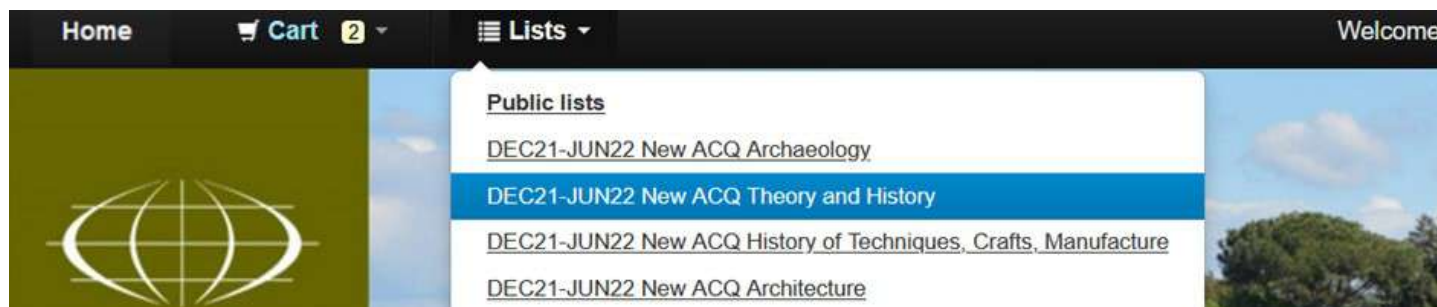 Home Cart 2 Lists Welcome
Public lists
DEC21-JUN22 New ACQ Archaeology
DEC21-JUN22 New ACQ Theory and History
DEC21-JUN22 New ACQ History of Techniques, Crafts, Manufacture
DEC21-JUN22 New ACQ Architecture